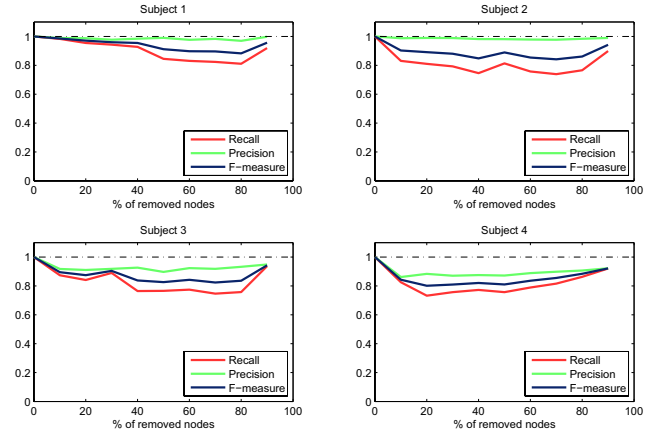 Subject 1
1
0.8
0.6
0.4
0.2
0
0 20 40 60 80 100
% of removed nodes
Recall
Precision
F−measure
Subject 2
1
0.8
0.6
0.4
0.2
0
0 20 40 60 80 100
% of removed nodes
Recall
Precision
F−measure
Subject 3
1
0.8
0.6
0.4
0.2
0
0 20 40 60 80 100
% of removed nodes
Recall
Precision
F−measure
Subject 4
1
0.8
0.6
0.4
0.2
0
0 20 40 60 80 100
% of removed nodes
Recall
Precision
F−measure